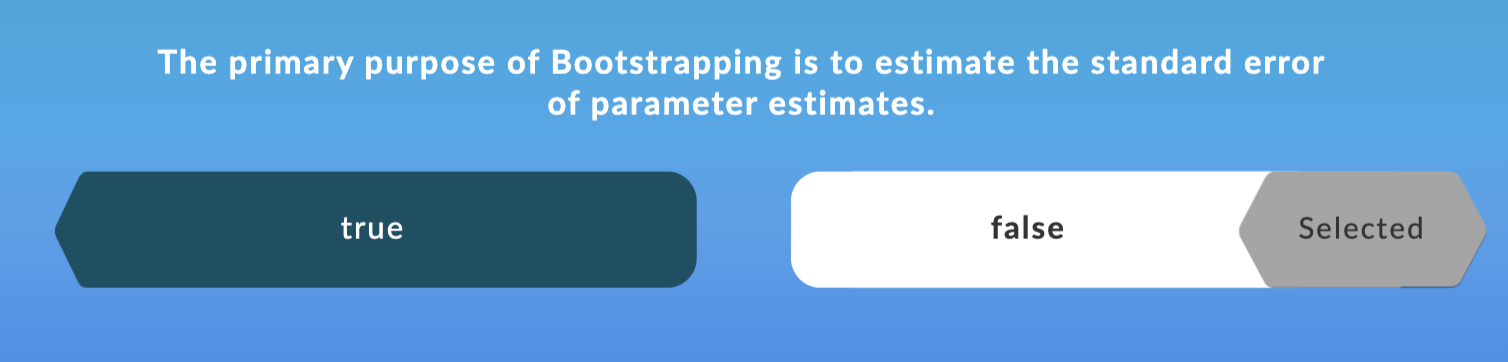 The primary purpose of Bootstrapping is to estimate the standard error
of parameter estimates.
true
false
Selected